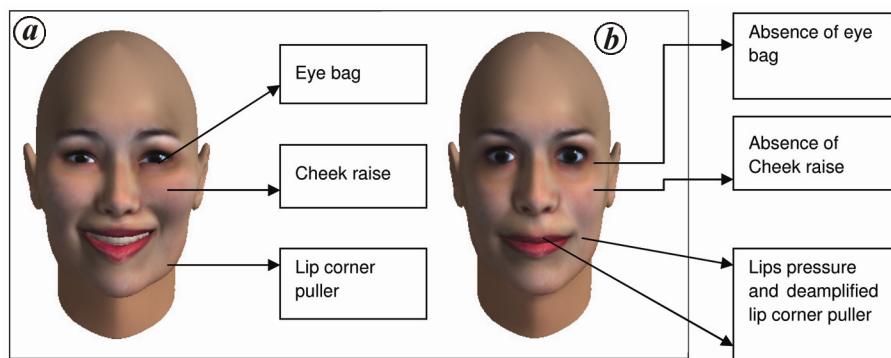 a
Eye bag
Cheek raise
Lip corner
puller
b
Absence of eye
bag
Absence of
Cheek raise
Lips pressure
and deamplified
lip corner puller